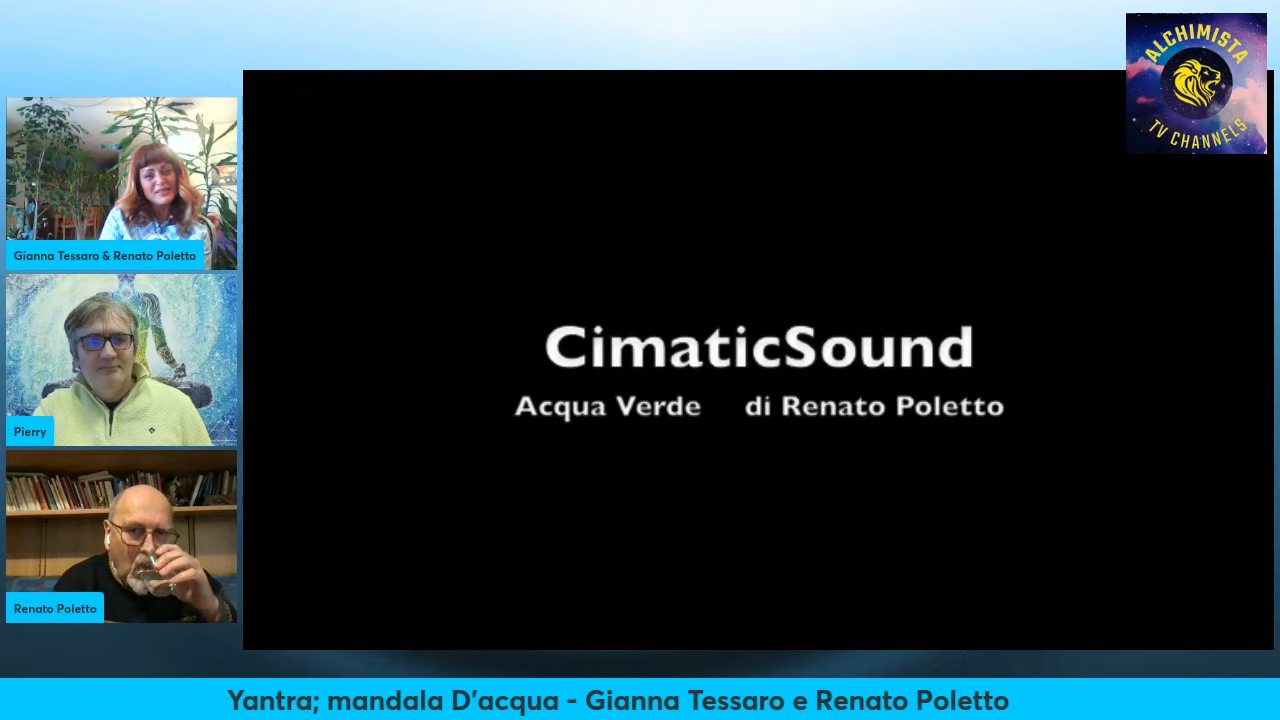 ALCHIMISTA
TV CHANNELS
Gianna Tessaro & Renato Poletto
Pierry
Renato Poletto
CimaticSound
Acqua Verde di Renato Poletto
Yantra; mandala D'acqua - Gianna Tessaro e Renato Poletto